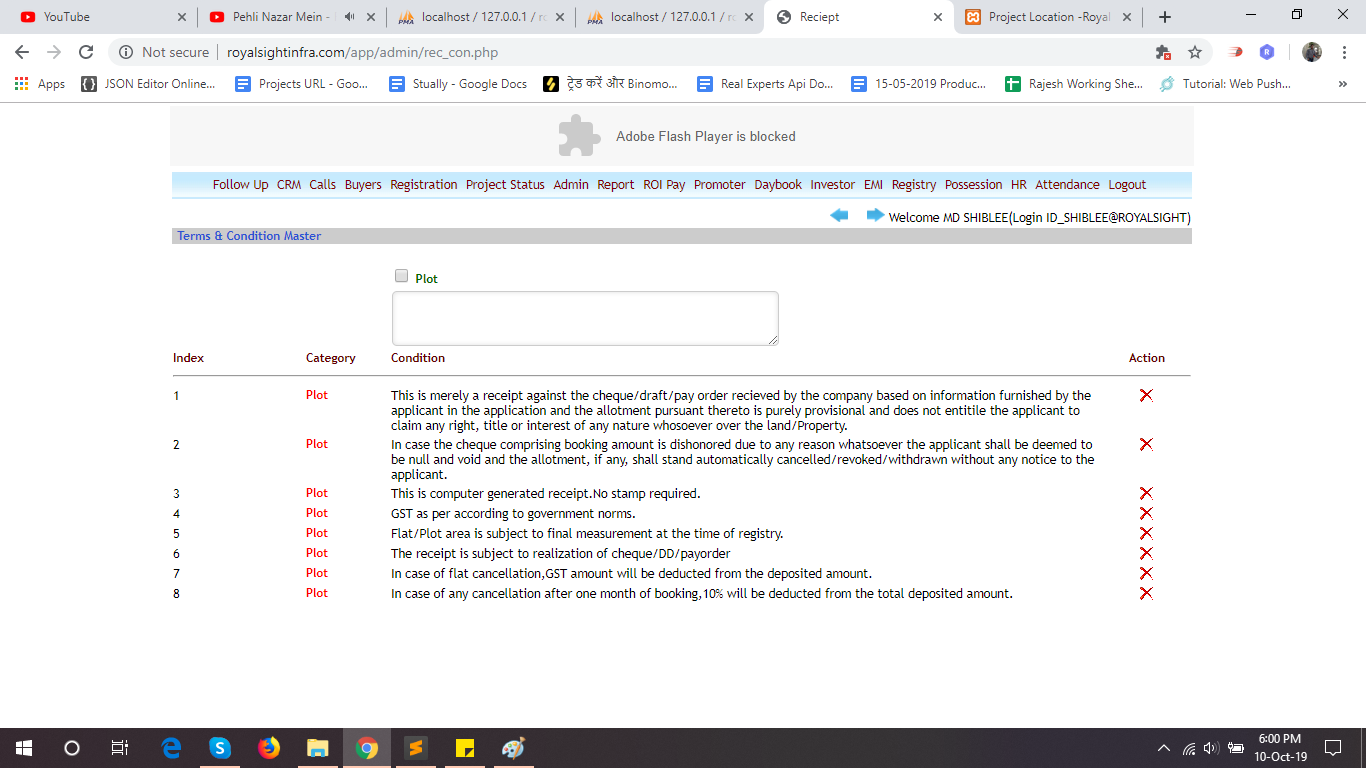 YouTube
Pehli Nazar Mein -
localhost / 127.0.0.1 / ro
localhost / 127.0.0.1 / ro
Reciept
Project Location -Royal
Not secure | royalsightinfra.com/app/admin/rec_con.php
Apps
JSON Editor Online...
Projects URL - Goo...
Stually - Google Docs
ट्रेड करें और Binomo...
Real Experts Api Do...
15-05-2019 Produc...
Rajesh Working She...
Tutorial: Web Push...
»
Adobe Flash Player is blocked
Follow Up CRM Calls Buyers Registration Project Status Admin Report ROI Pay Promoter Daybook Investor EMI Registry Possession HR Attendance Logout
Welcome MD SHIBLEE(Login ID_SHIBLEE@ROYALSIGHT)
Terms & Condition Master
Plot
Index Category Condition Action
1 Plot This is merely a receipt against the cheque/draft/pay order recieved by the company based on information furnished by the
applicant in the application and the allotment pursuant thereto is purely provisional and does not entitile the applicant to
claim any right, title or interest of any nature whosoever over the land/Property.
2 Plot In case the cheque comprising booking amount is dishonored due to any reason whatsoever the applicant shall be deemed to
be null and void and the allotment, if any, shall stand automatically cancelled/revoked/withdrawn without any notice to the
applicant.
3 Plot This is computer generated receipt.No stamp required.
4 Plot GST as per according to government norms.
5 Plot Flat/Plot area is subject to final measurement at the time of registry.
6 Plot The receipt is subject to realization of cheque/DD/payorder
7 Plot In case of flat cancellation,GST amount will be deducted from the deposited amount.
8 Plot In case of any cancellation after one month of booking,10% will be deducted from the total deposited amount.
6:00 PM
10-Oct-19